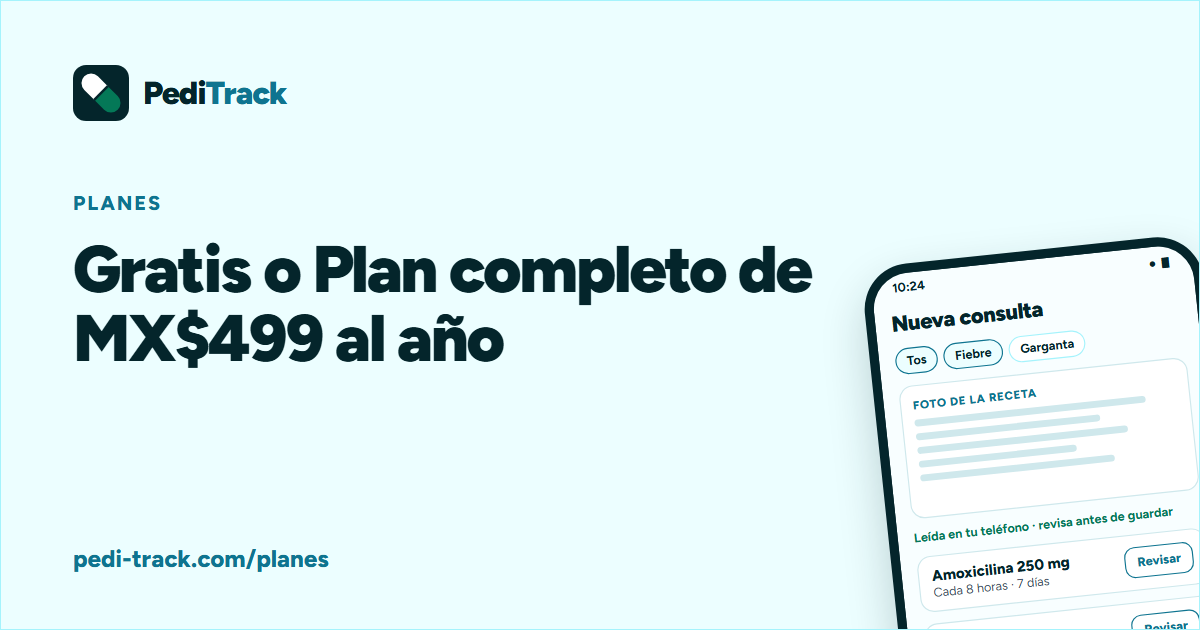 PediTrack
PLANES
Gratis o Plan completo de
MX$499 al año
pedi-track.com/planes
10:24
Nueva consulta
Tos
Fiebre
Garganta
FOTO DE LA RECETA
Leída en tu teléfono · revisa antes de guardar
Amoxicilina 250 mg
Cada 8 horas · 7 días
Revisar
Revisar